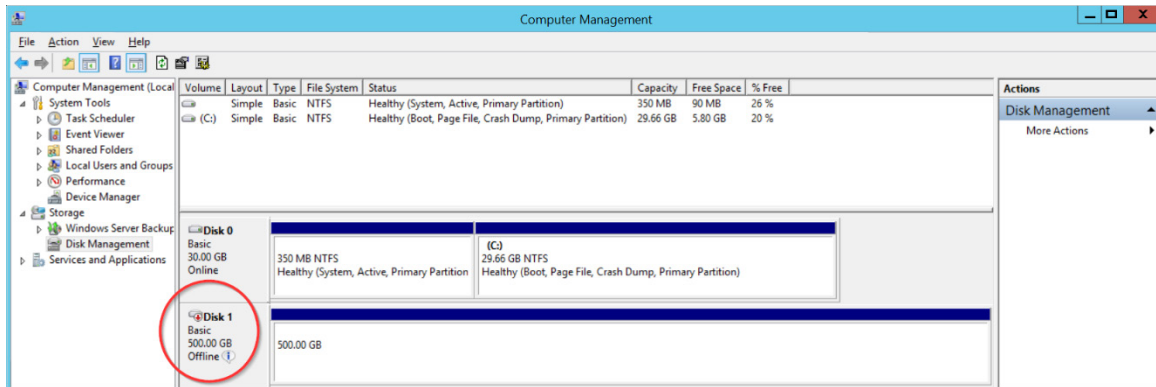 Computer Management
File Action View Help
Computer Management (Local
System Tools
Task Scheduler
Event Viewer
Shared Folders
Local Users and Groups
Performance
Device Manager
Storage
Windows Server Backup
Disk Management
Services and Applications
Volume Layout Type File System Status Capacity Free Space % Free
Simple Basic NTFS Healthy (System, Active, Primary Partition) 350 MB 90 MB 26 %
(C:) Simple Basic NTFS Healthy (Boot, Page File, Crash Dump, Primary Partition) 29.66 GB 5.80 GB 20 %
Disk 0
Basic
30.00 GB
Online
350 MB NTFS
Healthy (System, Active, Primary Partition
(C:)
29.66 GB NTFS
Healthy (Boot, Page File, Crash Dump, Primary Partition)
Disk 1
Basic
500.00 GB
Offline
500.00 GB
Actions
Disk Management
More Actions